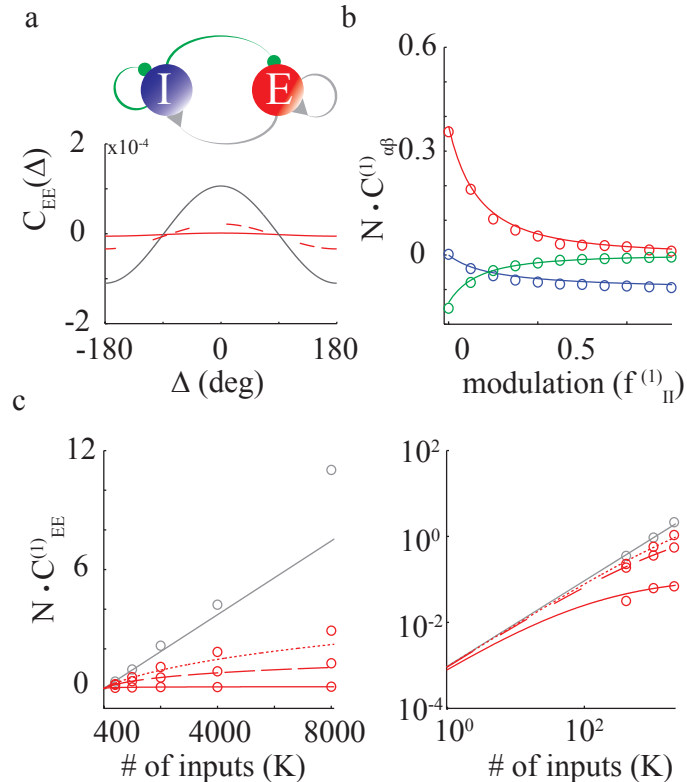 a
I E
x10-4
2
0
-2
C_EE(Δ)
-180 0 180
Δ (deg)
b
0.6
0.3
0
N · C^(1)_αβ
0 0.5
modulation (f^(1)_II)
c
12
6
0
N · C^(1)_EE
400 4000 8000
# of inputs (K)
10^2
10^0
10^-2
10^-4
10^0 10^2
# of inputs (K)